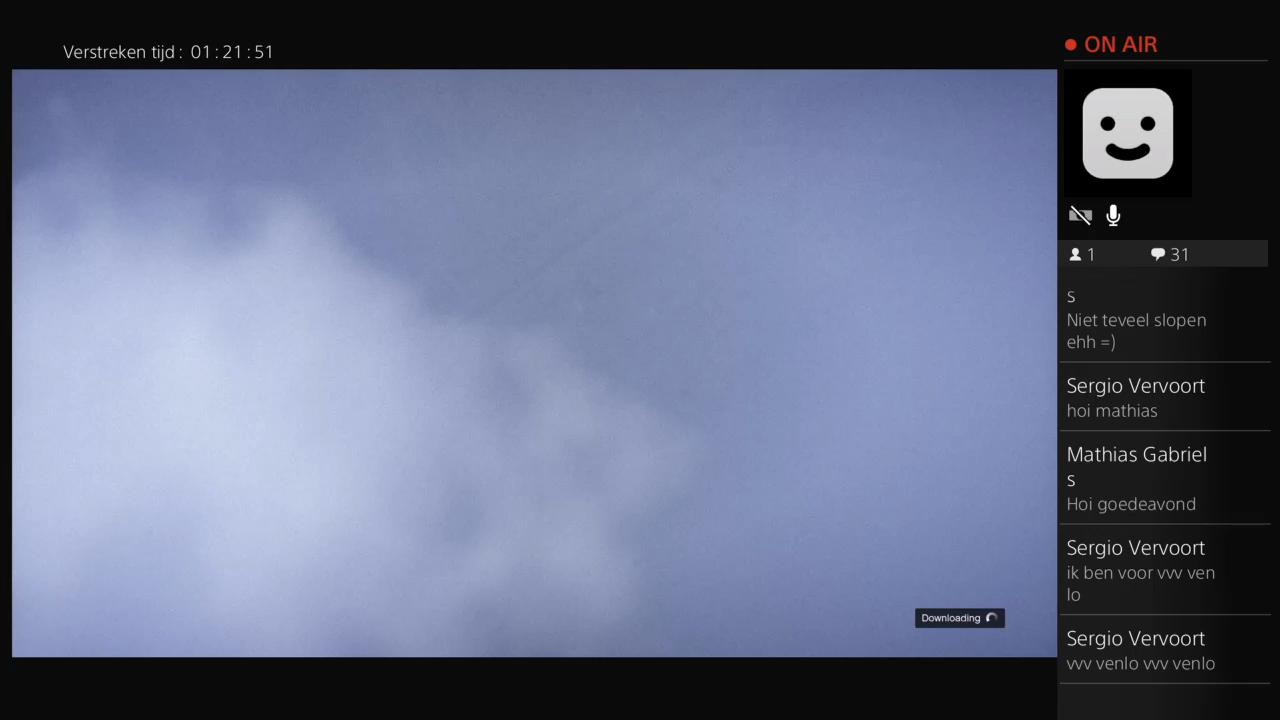 Verstreken tijd: 01:21:51
ON AIR
1 31
s
Niet teveel slopen
ehh =)
Sergio Vervoort
hoi mathias
Mathias Gabriel
s
Hoi goedeavond
Sergio Vervoort
ik ben voor vvv ven
lo
Sergio Vervoort
vvv venlo vvv venlo
Downloading